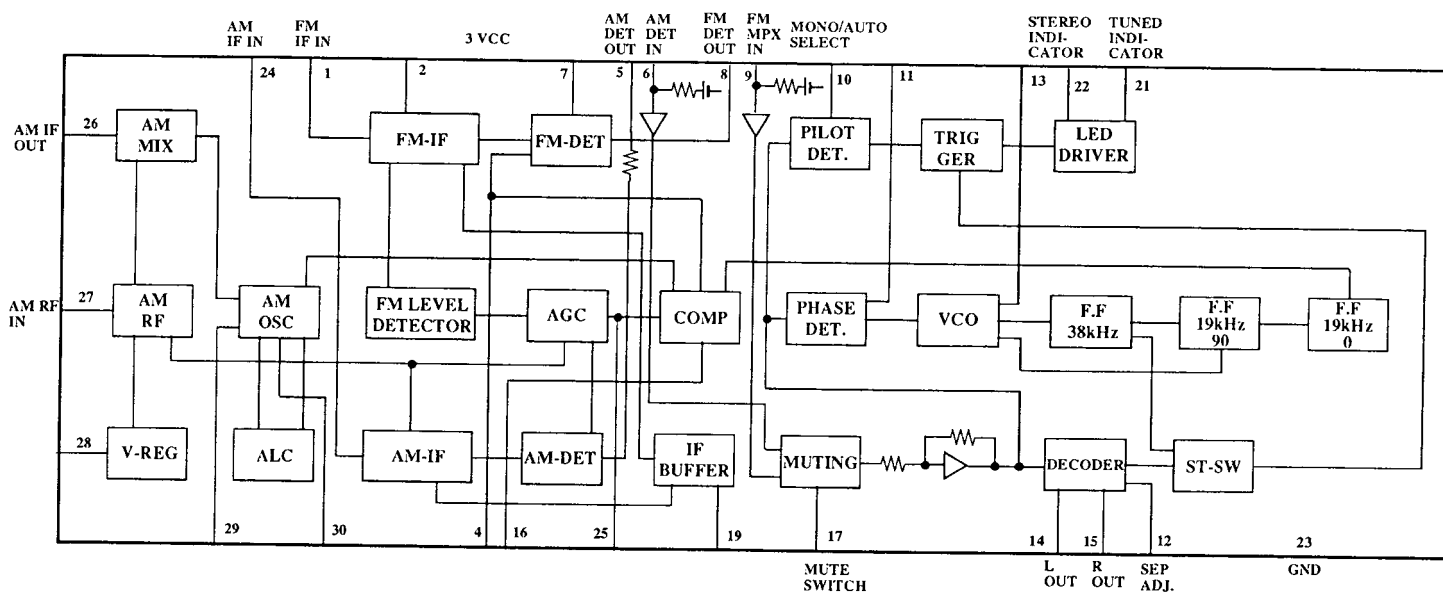 AM
IF IN
FM
IF IN
3 VCC
AM
DET
OUT
AM
DET
IN
FM
DET
OUT
FM
MPX
IN
MONO/AUTO
SELECT
STEREO
INDI-
CATOR
TUNED
INDI-
CATOR
24
1
2
7
5
6
8
9
10
11
13
22
21
AM IF
OUT
26
AM
MIX
FM-IF
FM-DET
PILOT
DET.
TRIG
GER
LED
DRIVER
AM RF
IN
27
AM
RF
AM
OSC
FM LEVEL
DETECTOR
AGC
COMP
PHASE
DET.
VCO
F.F
38kHz
F.F
19kHz
90
F.F
19kHz
0
28
V-REG
ALC
AM-IF
AM-DET
IF
BUFFER
MUTING
DECODER
ST-SW
29
30
4
16
25
19
17
14
15
12
23
MUTE
SWITCH
L
OUT
R
OUT
SEP
ADJ.
GND